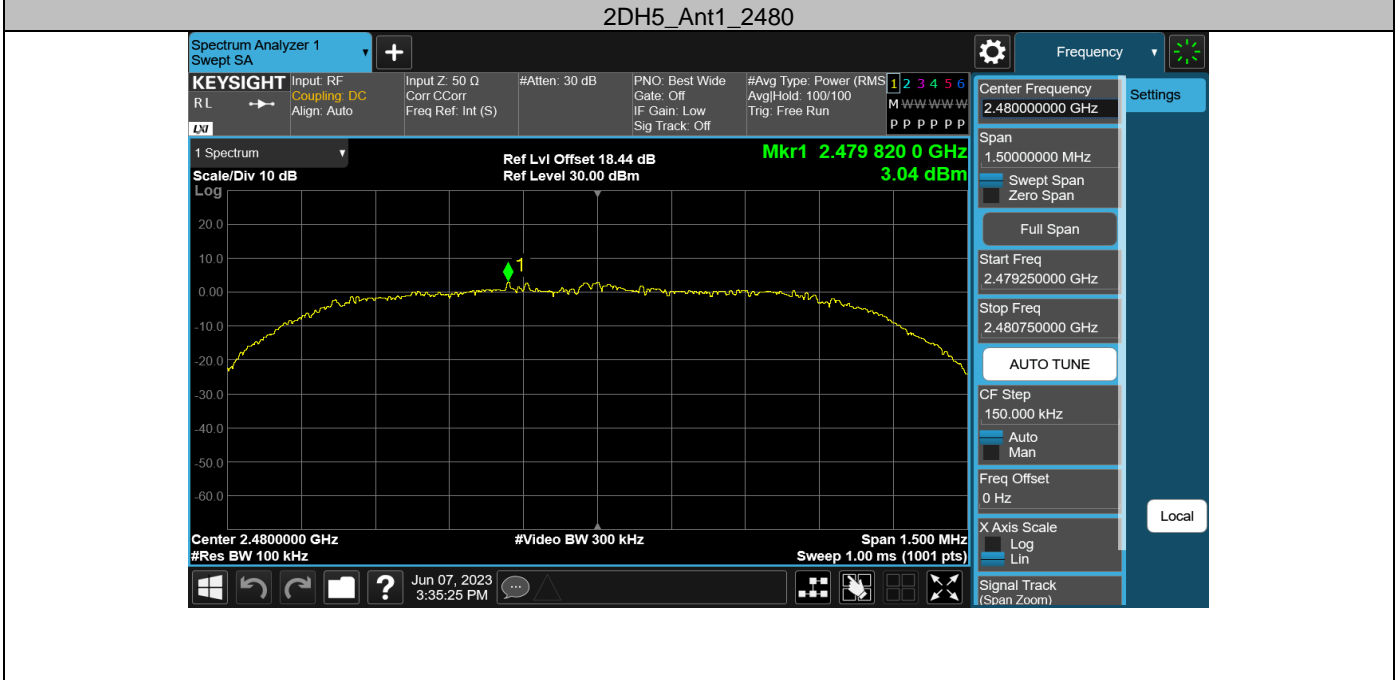 2DH5_Ant1_2480
Spectrum Analyzer 1
Swept SA
+
Frequency
KEYSIGHT
RL
LXI
Input: RF
Coupling: DC
Align: Auto
Input Z: 50 Ω
Corr CCorr
Freq Ref: Int (S)
#Atten: 30 dB
PNO: Best Wide
Gate: Off
IF Gain: Low
Sig Track: Off
#Avg Type: Power (RMS
Avg|Hold: 100/100
Trig: Free Run
1 2 3 4 5 6
M W W W W W
P P P P P P
1 Spectrum
Scale/Div 10 dB
Ref Lvl Offset 18.44 dB
Ref Level 30.00 dBm
Mkr1 2.479 820 0 GHz
3.04 dBm
Log
20.0
10.0
0.00
-10.0
-20.0
-30.0
-40.0
-50.0
-60.0
1
Center 2.4800000 GHz
#Res BW 100 kHz
#Video BW 300 kHz
Span 1.500 MHz
Sweep 1.00 ms (1001 pts)
?
Jun 07, 2023
3:35:25 PM
Center Frequency
2.480000000 GHz
Span
1.50000000 MHz
Swept Span
Zero Span
Full Span
Start Freq
2.479250000 GHz
Stop Freq
2.480750000 GHz
AUTO TUNE
CF Step
150.000 kHz
Auto
Man
Freq Offset
0 Hz
X Axis Scale
Log
Lin
Signal Track
(Span Zoom)
Settings
Local